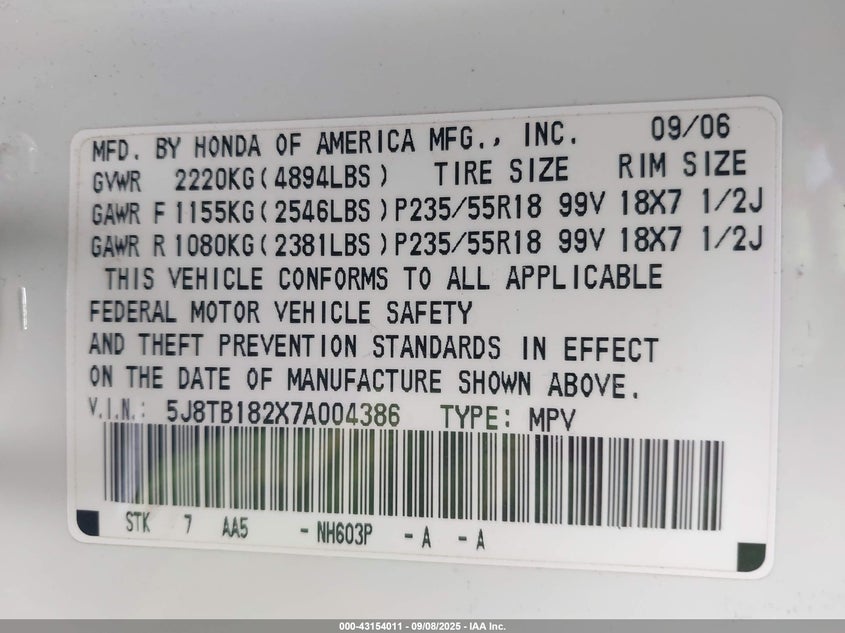 MFD. BY HONDA OF AMERICA MFG., INC. 09/06
GVWR 2220KG(4894LBS) TIRE SIZE RIM SIZE
GAWR F 1155KG(2546LBS) P235/55R18 99V 18X7 1/2J
GAWR R 1080KG(2381LBS) P235/55R18 99V 18X7 1/2J
THIS VEHICLE CONFORMS TO ALL APPLICABLE
FEDERAL MOTOR VEHICLE SAFETY
AND THEFT PREVENTION STANDARDS IN EFFECT
ON THE DATE OF MANUFACTURE SHOWN ABOVE.
V.I.N.: 5J8TB182X7A004386 TYPE: MPV
STK 7 AA5 -NH603P -A -A
000-43154011 - 09/08/2025 - IAA Inc.